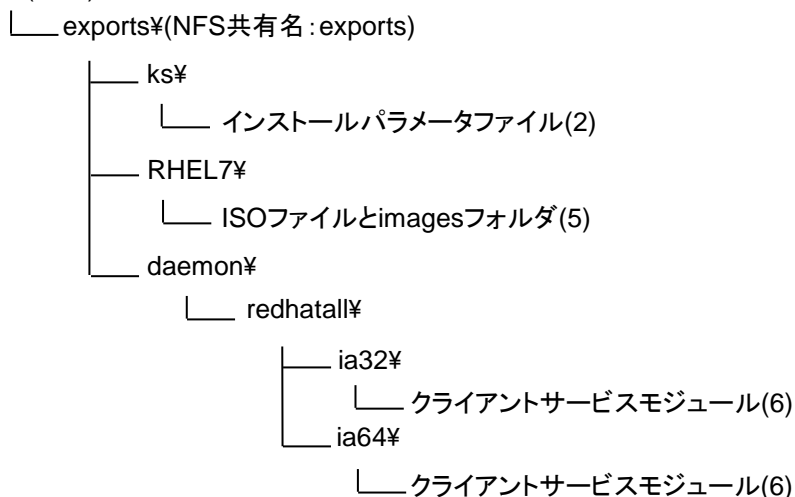 exports¥(NFS共有名:exports)
ks¥
インストールパラメータファイル(2)
RHEL7¥
ISOファイルとimagesフォルダ(5)
daemon¥
redhatall¥
ia32¥
クライアントサービスモジュール(6)
ia64¥
クライアントサービスモジュール(6)